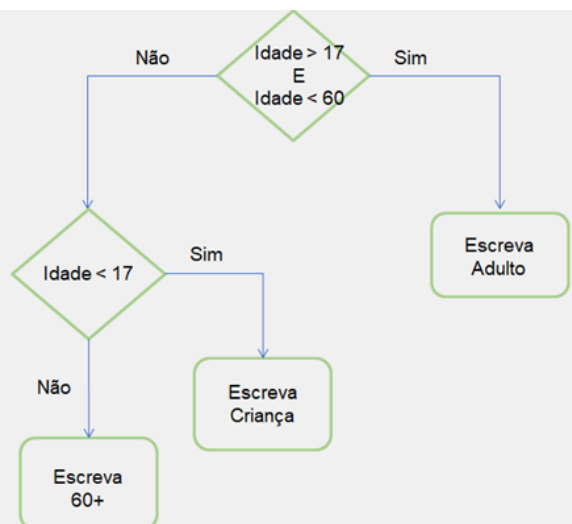 Idade > 17
E
Idade < 60
Não
Sim
Escreva
Adulto
Idade < 17
Sim
Não
Escreva
Criança
Escreva
60+